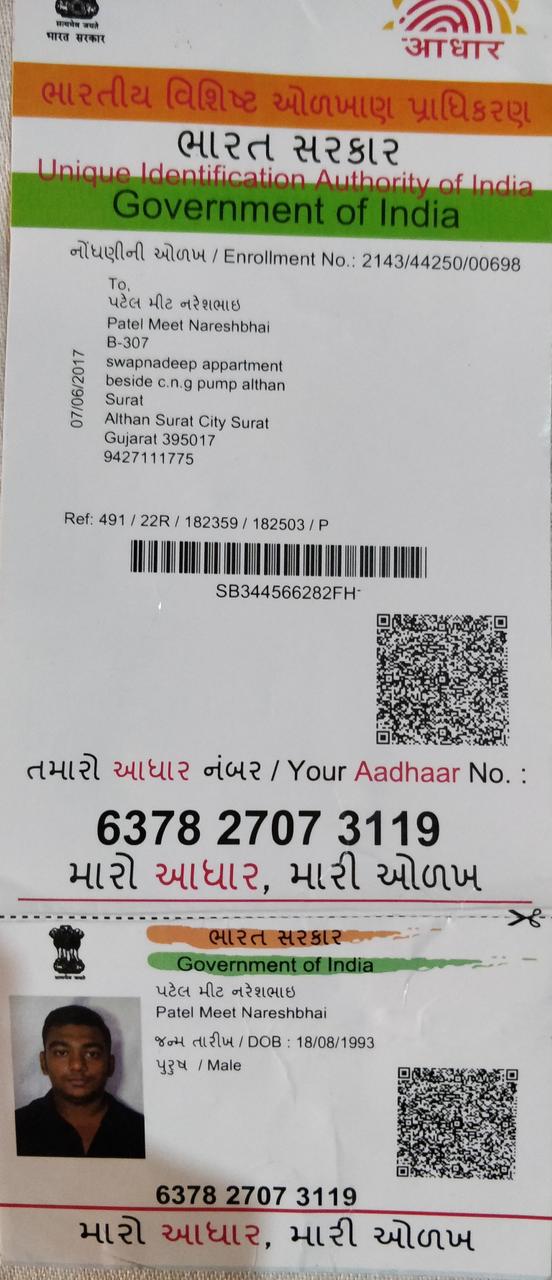 सत्यमेव जयते
भारत सरकार
आधार
ભારતીય વિશિષ્ટ ઓળખાણ પ્રાધિકરણ
ભારત સરકાર
Unique Identification Authority of India
Government of India
નોંધણીની ઓળખ / Enrollment No.: 2143/44250/00698
07/06/2017
To,
પટેલ મીટ નરેશભાઇ
Patel Meet Nareshbhai
B-307
swapnadeep appartment
beside c.n.g pump althan
Surat
Althan Surat City Surat
Gujarat 395017
9427111775
Ref: 491 / 22R / 182359 / 182503 / P
SB344566282FH
તમારો આધાર નંબર / Your Aadhaar No. :
6378 2707 3119
મારો આધાર, મારી ઓળખ
ભારત સરકાર
Government of India
પટેલ મીટ નરેશભાઇ
Patel Meet Nareshbhai
જન્મ તારીખ / DOB : 18/08/1993
પુરુષ / Male
6378 2707 3119
મારો આધાર, મારી ઓળખ